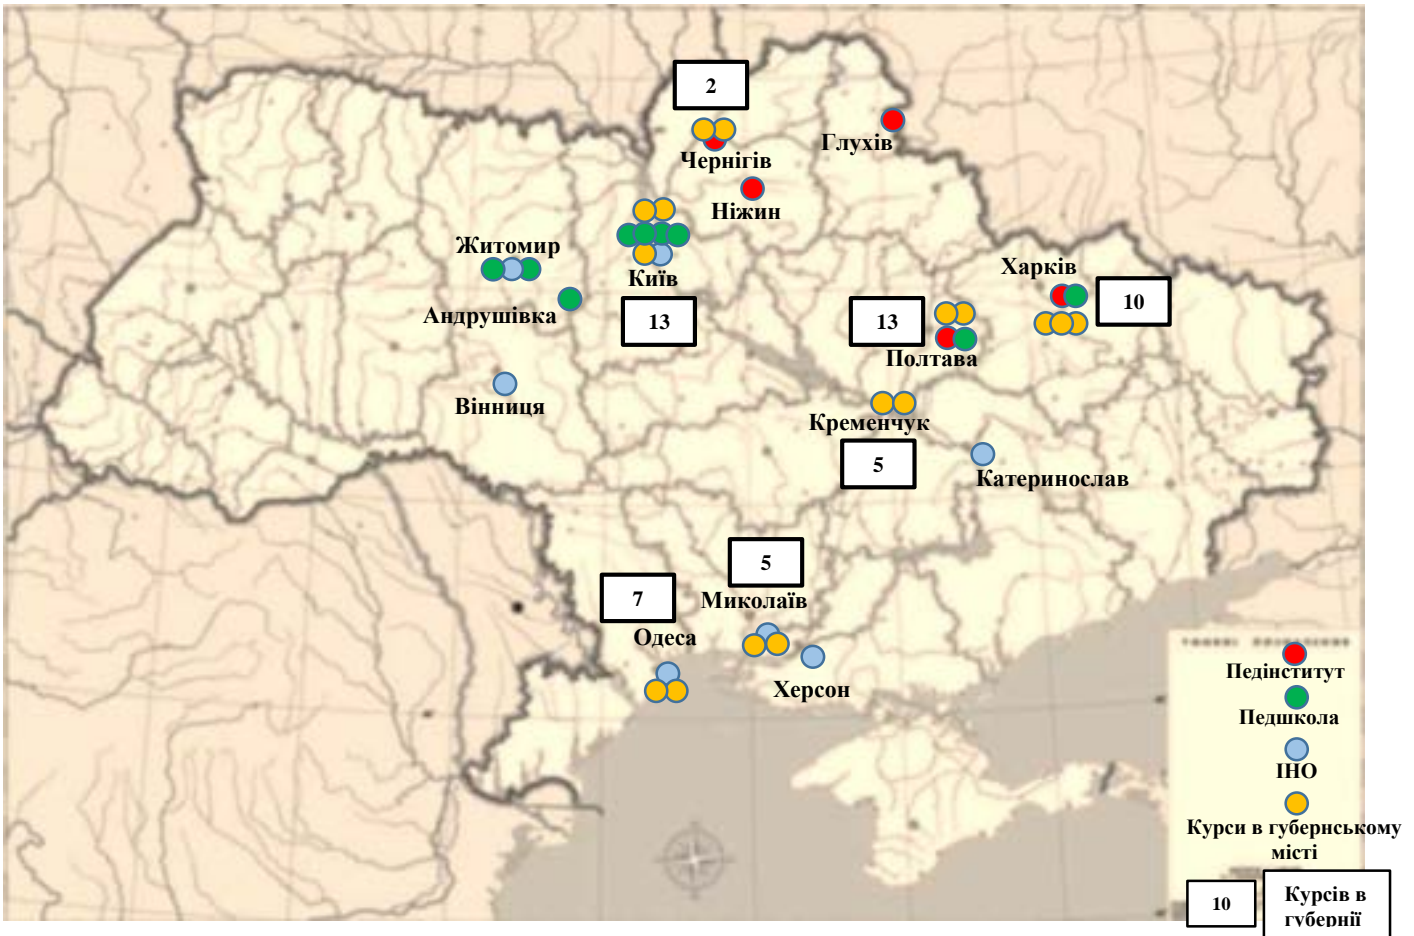 2
Чернігів
Глухів
Ніжин
Житомир
Київ
Харків
Андрушівка
13
13
10
Полтава
Вінниця
Кременчук
5
Катеринослав
5
Миколаїв
7
Одеса
Херсон
Педінститут
Педшкола
ІНО
Курси в губернському
місті
10
Курсів в
губернії